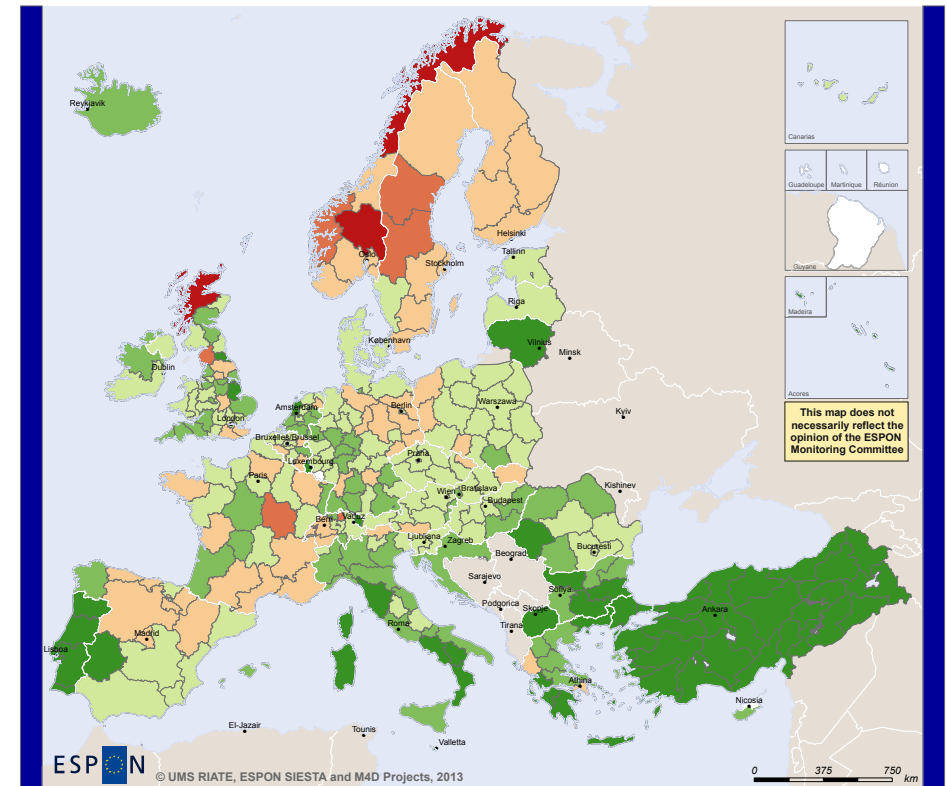 Reykjavik
Canarias
Guadeloupe Martinique Réunion
Guyane
Helsinki
Tallinn
Oslo
Stockholm
Madeira
Riga
København
Vilnius
Minsk
Dublin
Acores
Amsterdam
Berlin
Warszawa
London
Kyiv
This map does not
necessarily reflect the
opinion of the ESPON
Monitoring Committee
Bruxelles/Brussel
Luxembourg
Praha
Paris
Kishinev
Wien
Bratislava
Budapest
Bern
Vaduz
Ljubljana
Zagreb
Bucuresti
Beograd
Sarajevo
Sofiya
Podgorica
Skopje
Ankara
Roma
Tirana
Madrid
Lisboa
Athina
Nicosia
El-Jazair
Tounis
Valletta
ESPON
© UMS RIATE, ESPON SIESTA and M4D Projects, 2013
0 375 750
km